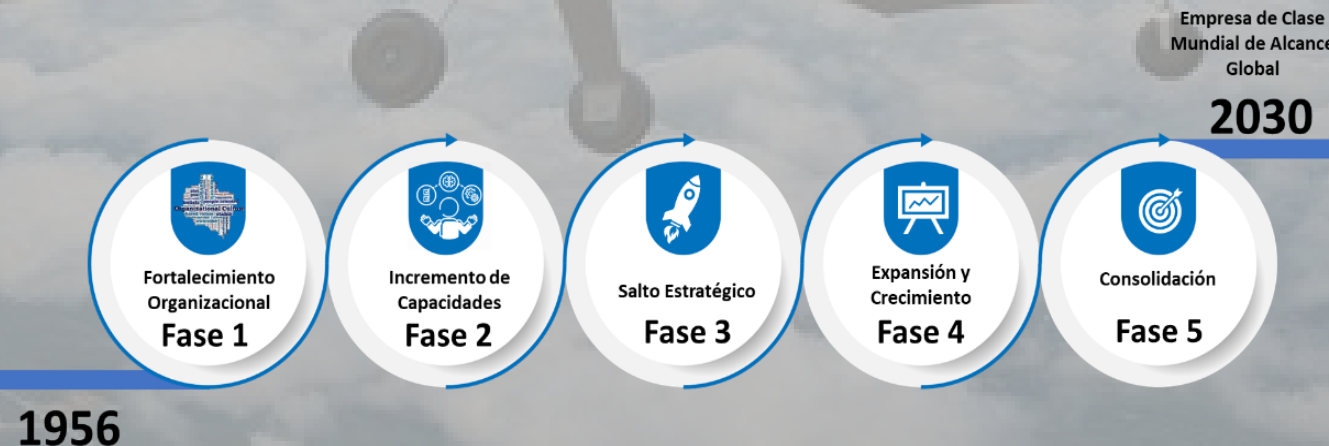 Empresa de Clase
Mundial de Alcance
Global
2030
Fortalecimiento
Organizacional
Fase 1
Incremento de
Capacidades
Fase 2
Salto Estratégico
Fase 3
Expansión y
Crecimiento
Fase 4
Consolidación
Fase 5
1956